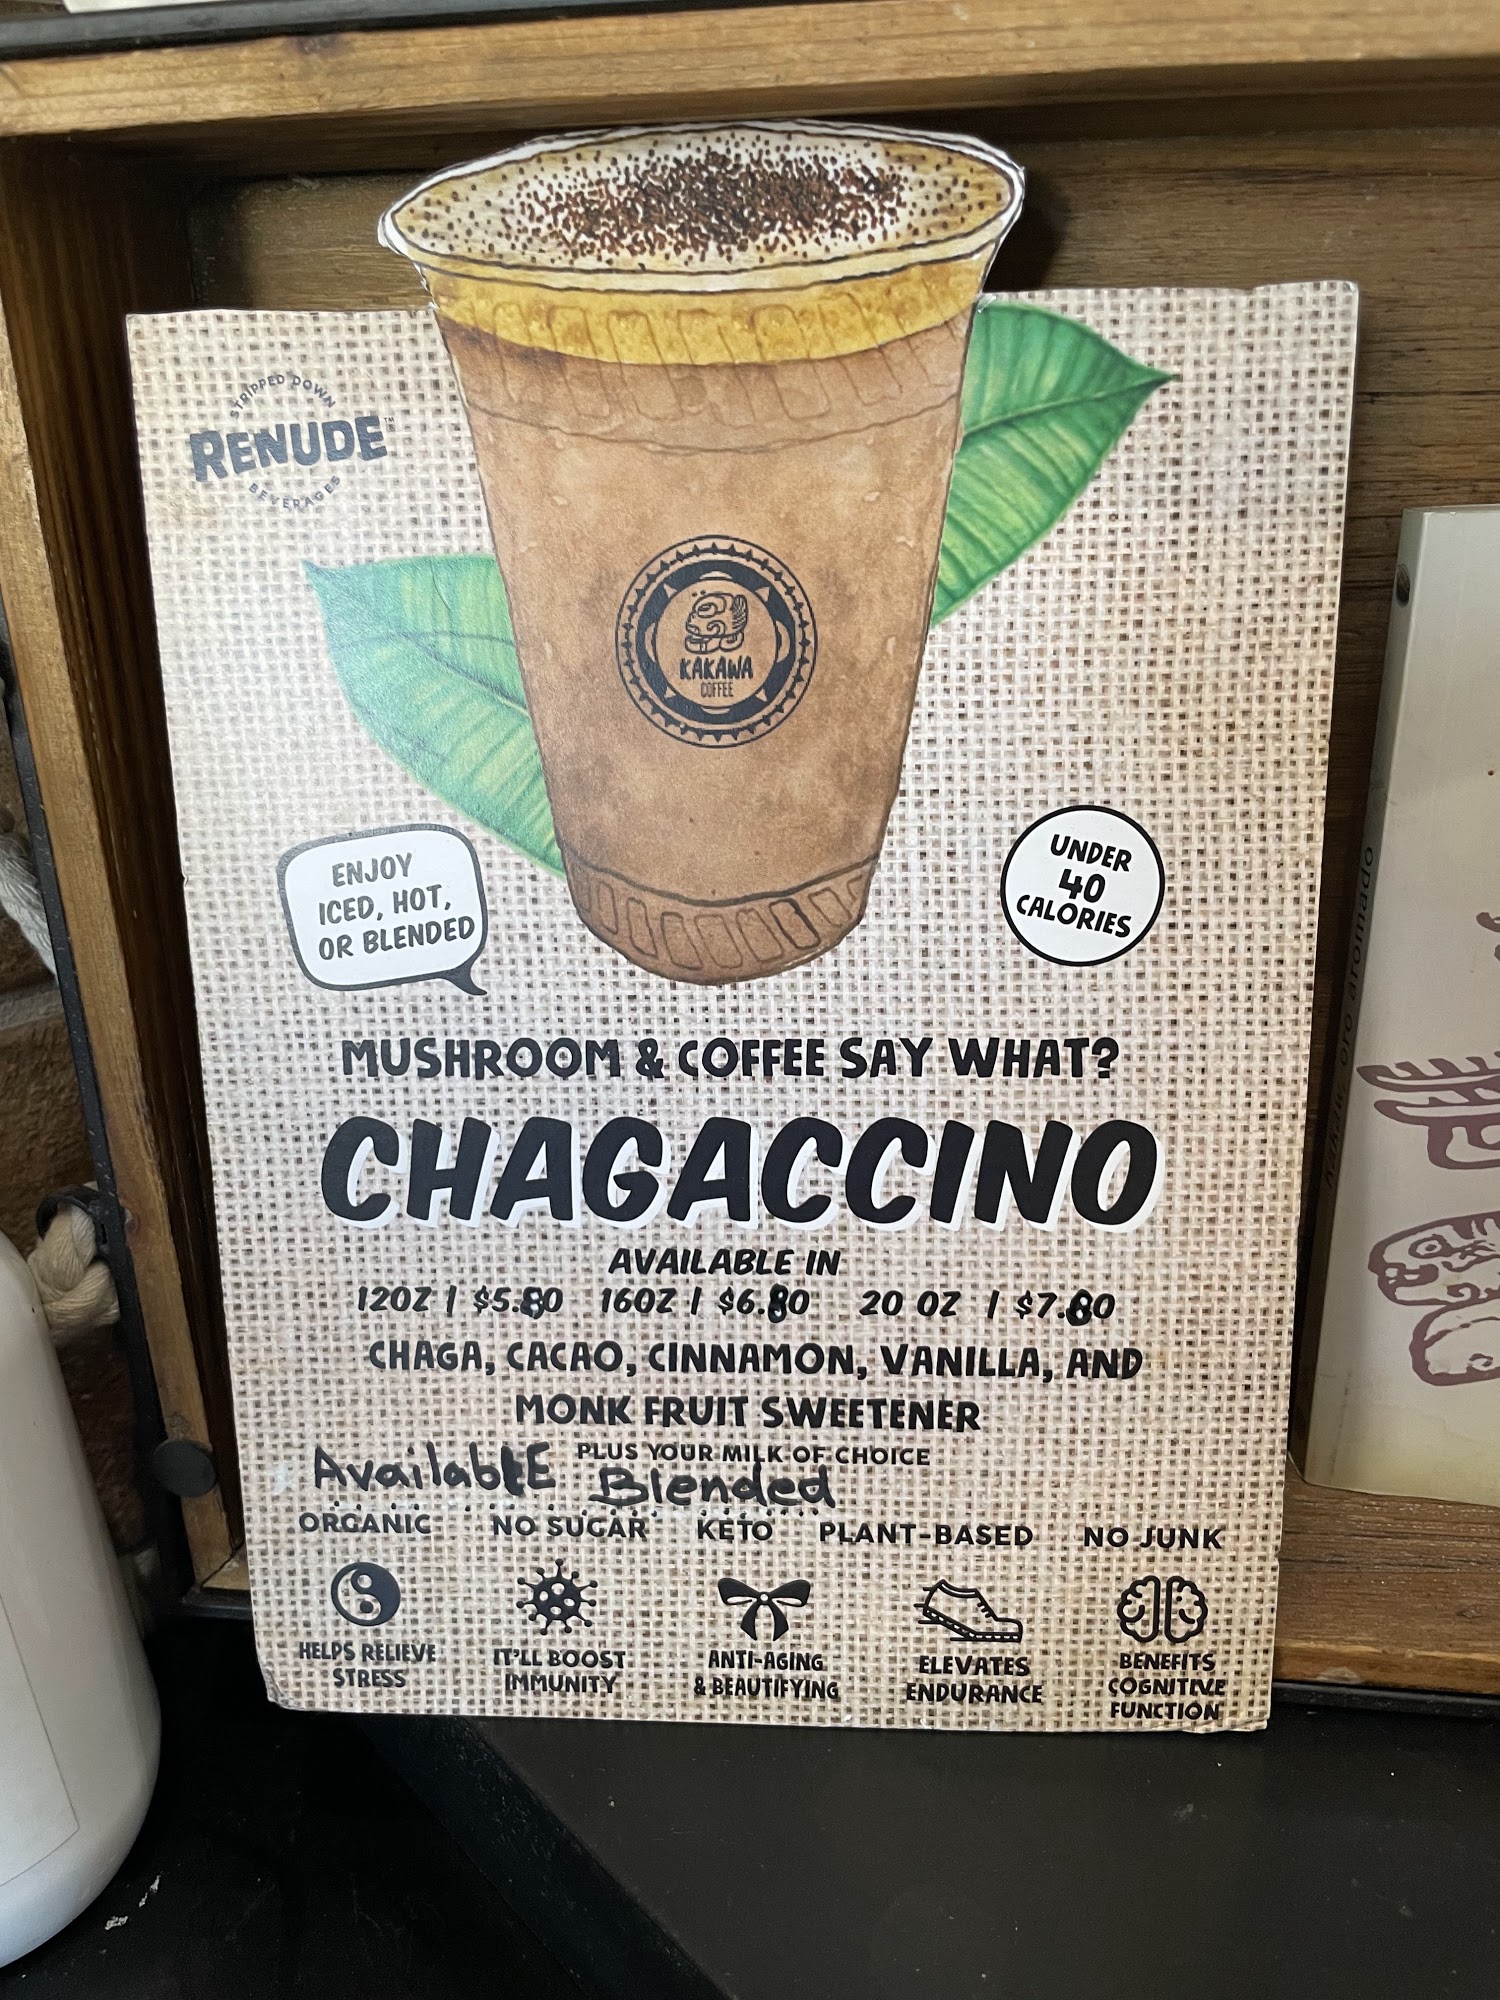 STRIPPED DOWN
RENUDE™
BEVERAGES
KAKAWA
COFFEE
ENJOY
ICED, HOT,
OR BLENDED
UNDER
40
CALORIES
MUSHROOM & COFFEE SAY WHAT?
CHAGACCINO
AVAILABLE IN
12OZ | $5.80 16OZ | $6.80 20 OZ | $7.80
CHAGA, CACAO, CINNAMON, VANILLA, AND
MONK FRUIT SWEETENER
PLUS YOUR MILK OF CHOICE
AvailablE Blended
ORGANIC NO SUGAR KETO PLANT-BASED NO JUNK
HELPS RELIEVE
STRESS
IT'LL BOOST
IMMUNITY
ANTI-AGING
& BEAUTIFYING
ELEVATES
ENDURANCE
BENEFITS
COGNITIVE
FUNCTION
oro aromado